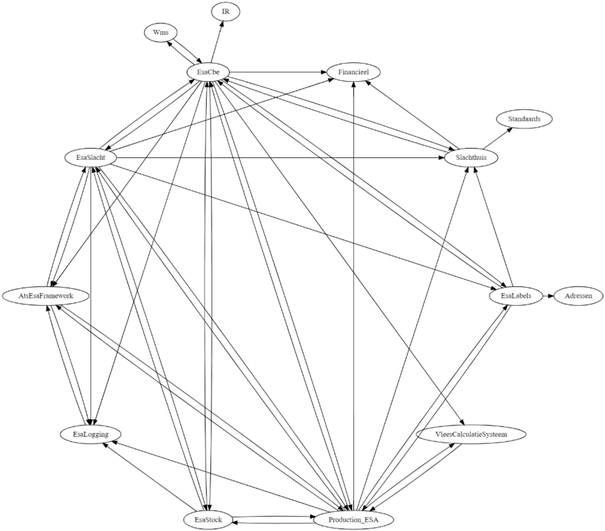 IR
Wms
EsaCbe
Financieel
Standaards
EsaSlacht
Slachthuis
AtsEsaFramework
EsaLabels
Adressen
EsaLogging
VleesCalculatieSysteem
EsaStock
Production_ESA